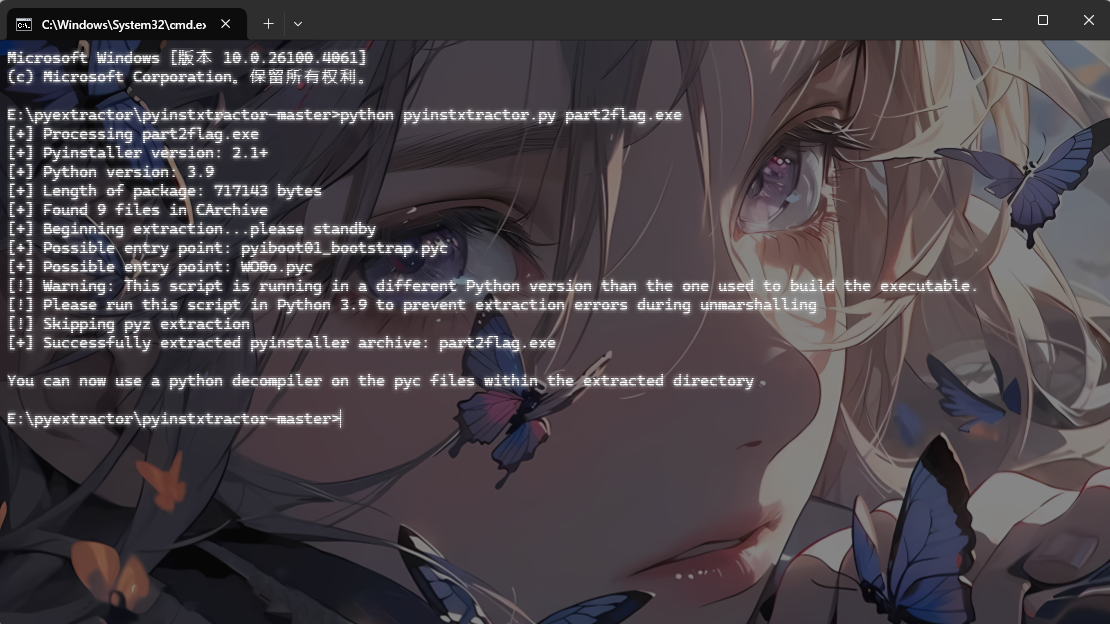 C:\Windows\System32\cmd.ex
Microsoft Windows [版本 10.0.26100.4061]
(c) Microsoft Corporation。保留所有权利。
E:\pyextractor\pyinstxtractor-master>python pyinstxtractor.py part2flag.exe
[+] Processing part2flag.exe
[+] Pyinstaller version: 2.1+
[+] Python version: 3.9
[+] Length of package: 717143 bytes
[+] Found 9 files in CArchive
[+] Beginning extraction...please standby
[+] Possible entry point: pyiboot01_bootstrap.pyc
[+] Possible entry point: WO0o.pyc
[!] Warning: This script is running in a different Python version than the one used to build the executable.
[!] Please run this script in Python 3.9 to prevent extraction errors during unmarshalling
[!] Skipping pyz extraction
[+] Successfully extracted pyinstaller archive: part2flag.exe
You can now use a python decompiler on the pyc files within the extracted directory
E:\pyextractor\pyinstxtractor-master>